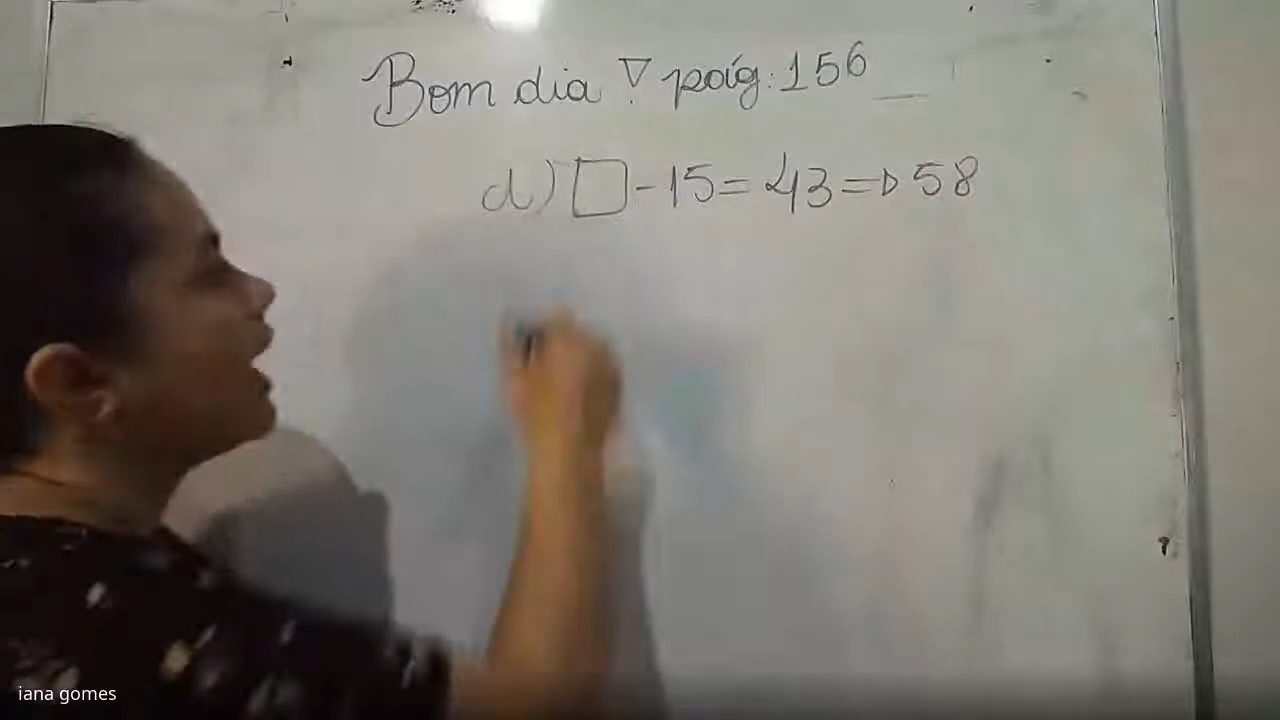 Bom dia ! pág: 156
d) □ - 15 = 43 => 58
iana gomes